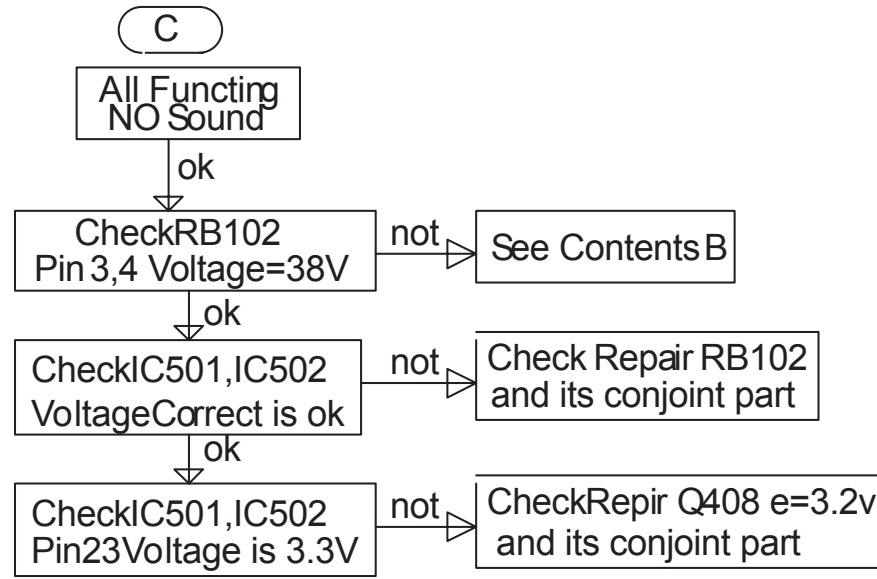 C
All Functing
NO Sound
ok
CheckRB102
Pin 3,4 Voltage=38V
not
See Contents B
ok
CheckIC501,IC502
VoltageCorrect is ok
not
Check Repair RB102
and its conjoint part
ok
CheckIC501,IC502
Pin23Voltage is 3.3V
not
CheckRepir Q408 e=3.2v
and its conjoint part